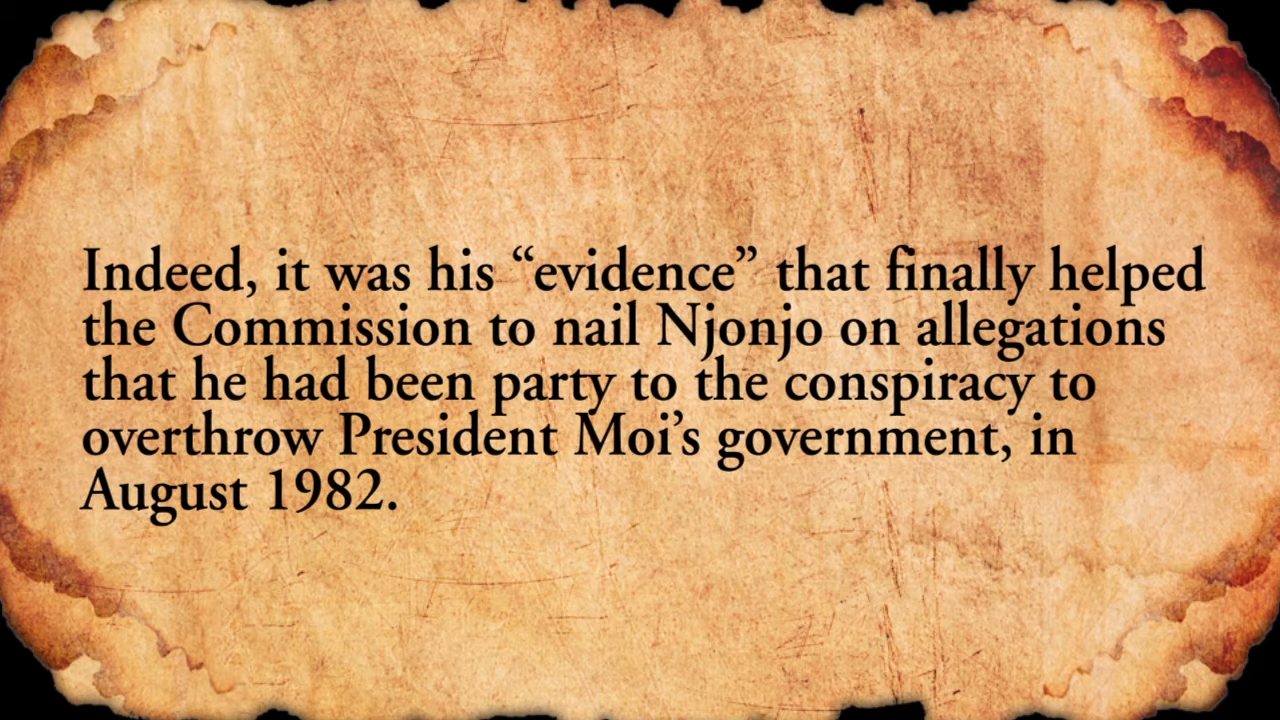 Indeed, it was his “evidence” that finally helped
the Commission to nail Njonjo on allegations
that he had been party to the conspiracy to
overthrow President Moi’s government, in
August 1982.